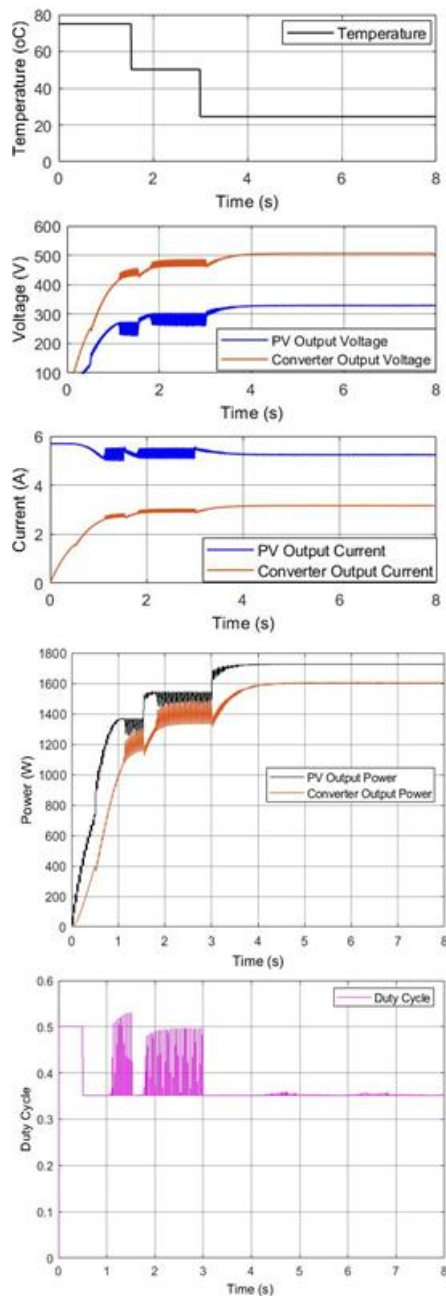 80
60
40
20
0
Temperature (oC)
Temperature
0 2 4 6 8
Time (s)
600
500
400
300
200
100
Voltage (V)
PV Output Voltage
Converter Output Voltage
0 2 4 6 8
Time (s)
6
4
2
0
Current (A)
PV Output Current
Converter Output Current
0 2 4 6 8
Time (s)
1800
1600
1400
1200
1000
800
600
400
200
0
Power (W)
PV Output Power
Converter Output Power
0 1 2 3 4 5 6 7 8
Time (s)
0.6
0.5
0.4
0.3
0.2
0.1
0
Duty Cycle
Duty Cycle
0 1 2 3 4 5 6 7 8
Time (s)